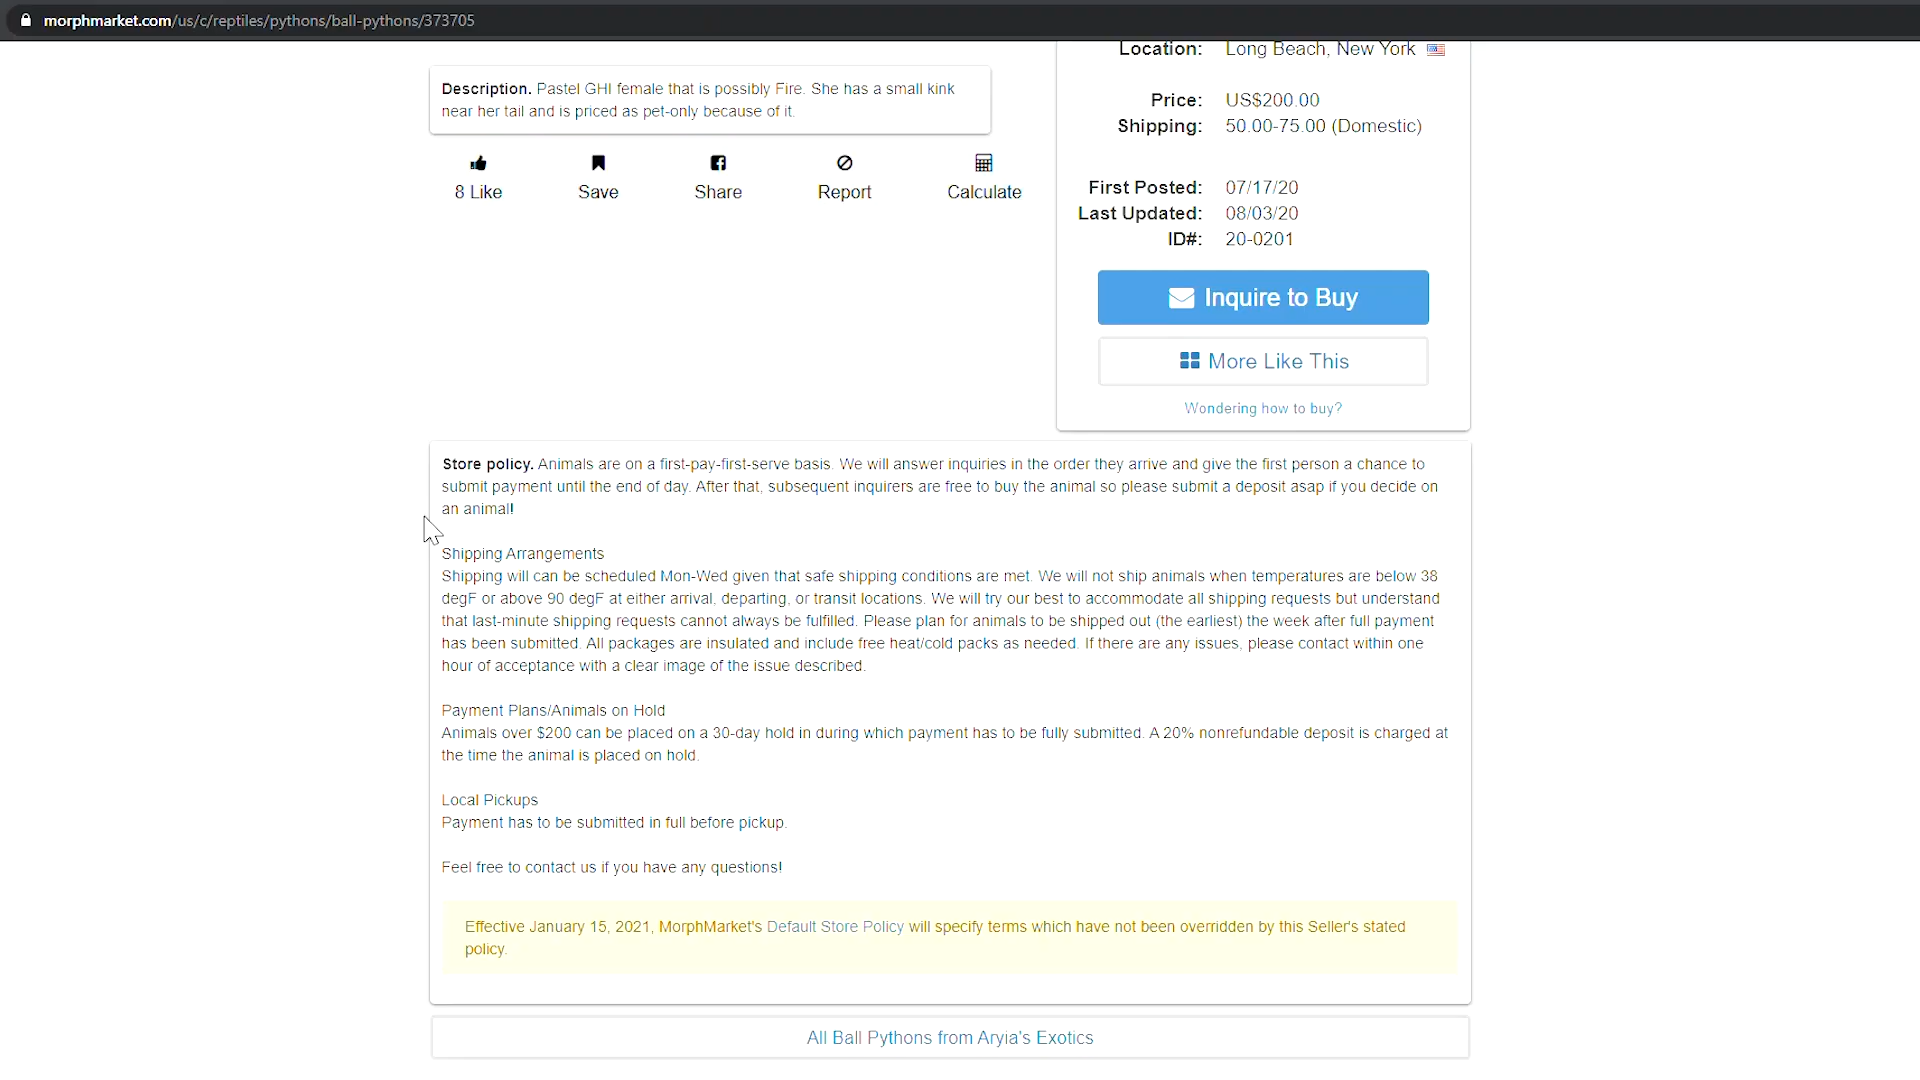 morphmarket.com/us/c/reptiles/pythons/ball-pythons/373705
Location: Long Beach, New York
Description. Pastel GHI female that is possibly Fire. She has a small kink
near her tail and is priced as pet-only because of it.
Price: US$200.00
Shipping: 50.00-75.00 (Domestic)
8 Like Save Share Report Calculate
First Posted: 07/17/20
Last Updated: 08/03/20
ID#: 20-0201
Inquire to Buy
More Like This
Wondering how to buy?
Store policy. Animals are on a first-pay-first-serve basis. We will answer inquiries in the order they arrive and give the first person a chance to
submit payment until the end of day. After that, subsequent inquirers are free to buy the animal so please submit a deposit asap if you decide on
an animal!
Shipping Arrangements
Shipping will can be scheduled Mon-Wed given that safe shipping conditions are met. We will not ship animals when temperatures are below 38
degF or above 90 degF at either arrival, departing, or transit locations. We will try our best to accommodate all shipping requests but understand
that last-minute shipping requests cannot always be fulfilled. Please plan for animals to be shipped out (the earliest) the week after full payment
has been submitted. All packages are insulated and include free heat/cold packs as needed. If there are any issues, please contact within one
hour of acceptance with a clear image of the issue described.
Payment Plans/Animals on Hold
Animals over $200 can be placed on a 30-day hold in during which payment has to be fully submitted. A 20% nonrefundable deposit is charged at
the time the animal is placed on hold.
Local Pickups
Payment has to be submitted in full before pickup.
Feel free to contact us if you have any questions!
Effective January 15, 2021, MorphMarket's Default Store Policy will specify terms which have not been overridden by this Seller's stated
policy.
All Ball Pythons from Aryia's Exotics